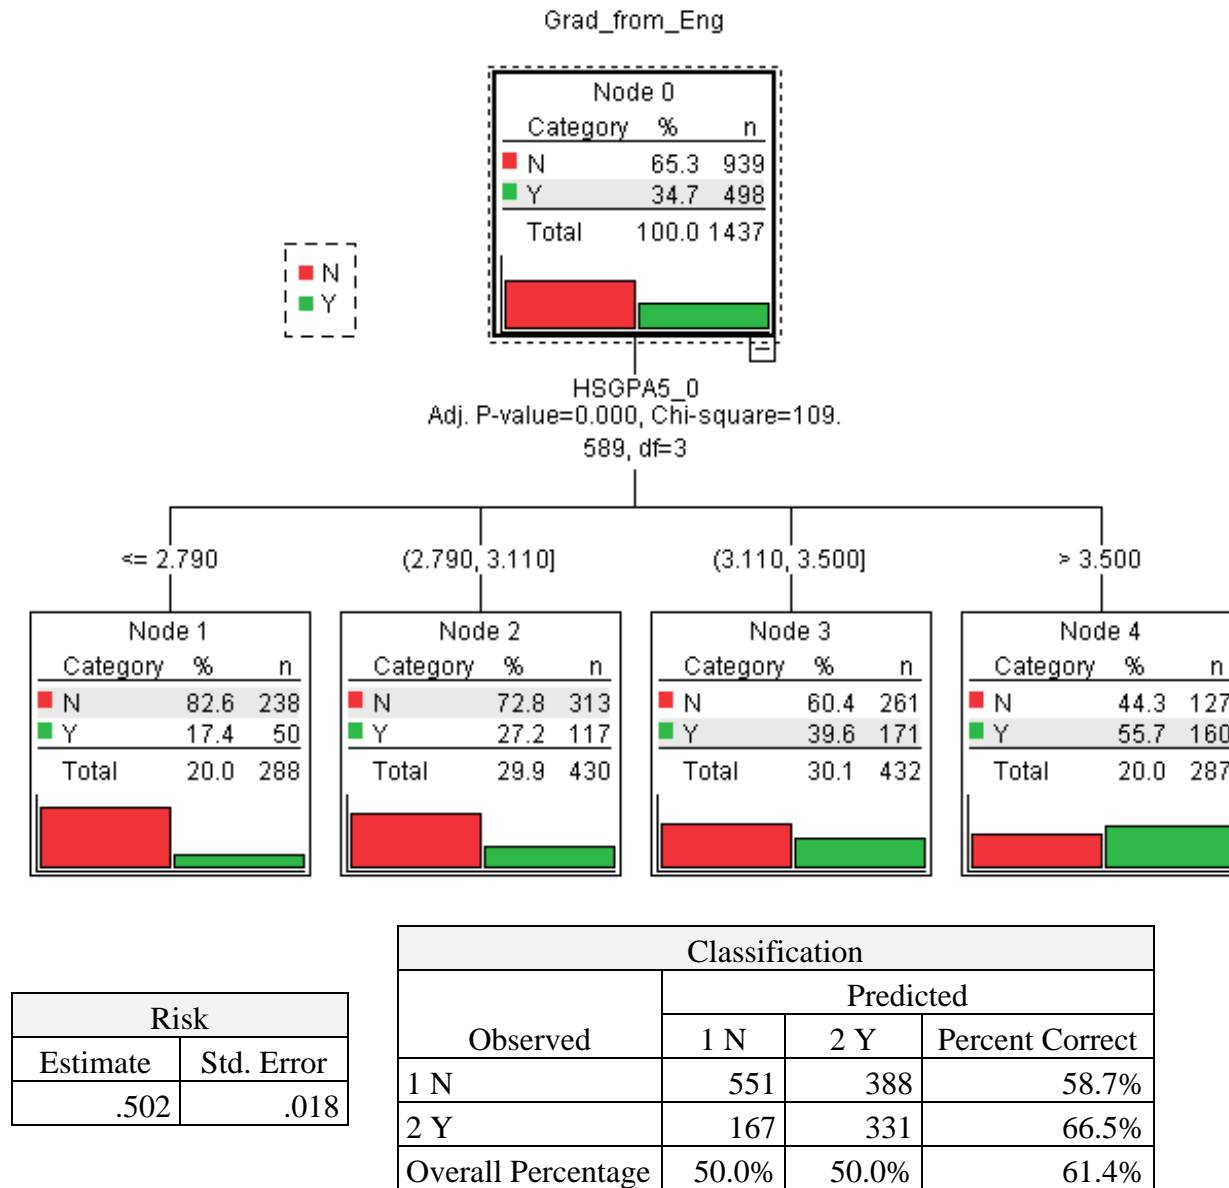 Grad_from_Eng
Node 0
Category % n
N 65.3 939
Y 34.7 498
Total 100.0 1437
N
Y
HSGPA5_0
Adj. P-value=0.000, Chi-square=109.
589, df=3
<= 2.790 (2.790, 3.110] (3.110, 3.500] > 3.500
Node 1 Node 2 Node 3 Node 4
Category % n Category % n Category % n Category % n
N 82.6 238 N 72.8 313 N 60.4 261 N 44.3 127
Y 17.4 50 Y 27.2 117 Y 39.6 171 Y 55.7 160
Total 20.0 288 Total 29.9 430 Total 30.1 432 Total 20.0 287
Risk
Estimate Std. Error
.502 .018
Classification
Predicted
Observed 1 N 2 Y Percent Correct
1 N 551 388 58.7%
2 Y 167 331 66.5%
Overall Percentage 50.0% 50.0% 61.4%